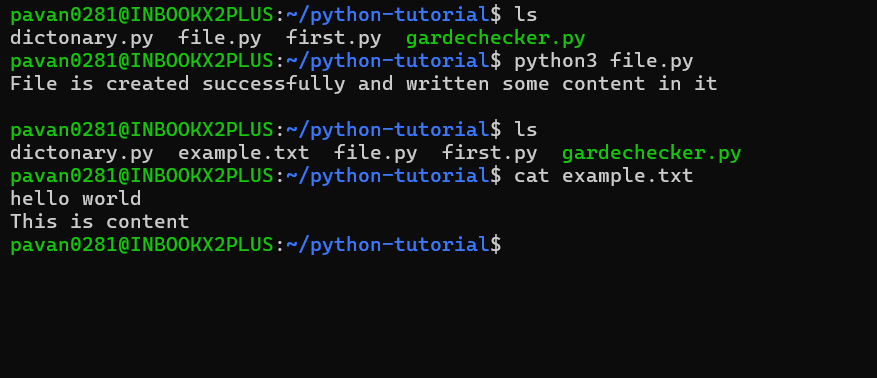 pavan0281@INBOOKX2PLUS:~/python-tutorial$ ls
dictonary.py  file.py  first.py  gardechecker.py
pavan0281@INBOOKX2PLUS:~/python-tutorial$ python3 file.py
File is created successfully and written some content in it
pavan0281@INBOOKX2PLUS:~/python-tutorial$ ls
dictonary.py  example.txt  file.py  first.py  gardechecker.py
pavan0281@INBOOKX2PLUS:~/python-tutorial$ cat example.txt
hello world
This is content
pavan0281@INBOOKX2PLUS:~/python-tutorial$